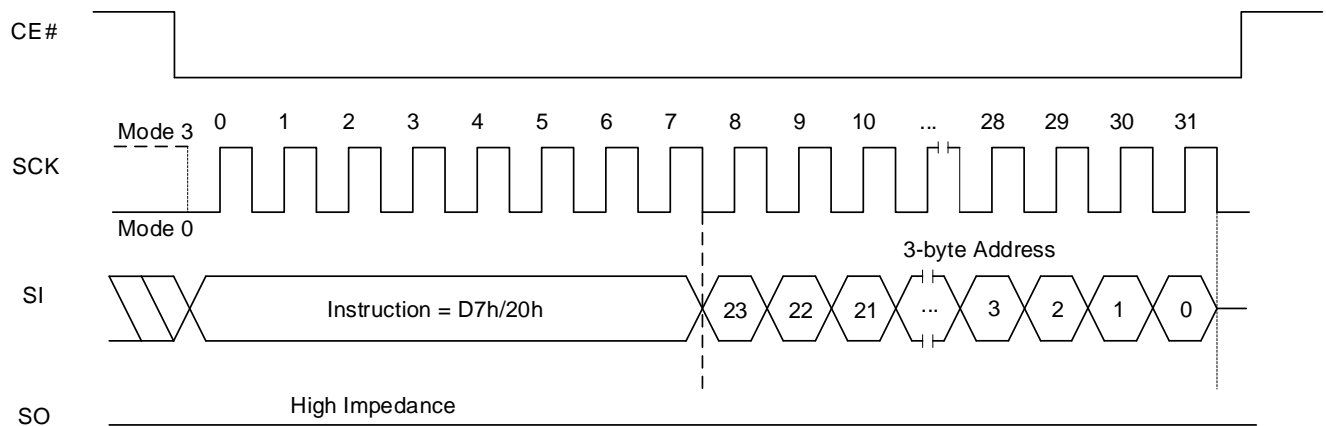 CE#
0 1 2 3 4 5 6 7 8 9 10 ... 28 29 30 31
Mode 3
SCK
Mode 0
3-byte Address
SI
Instruction = D7h/20h 23 22 21 ... 3 2 1 0
High Impedance
SO